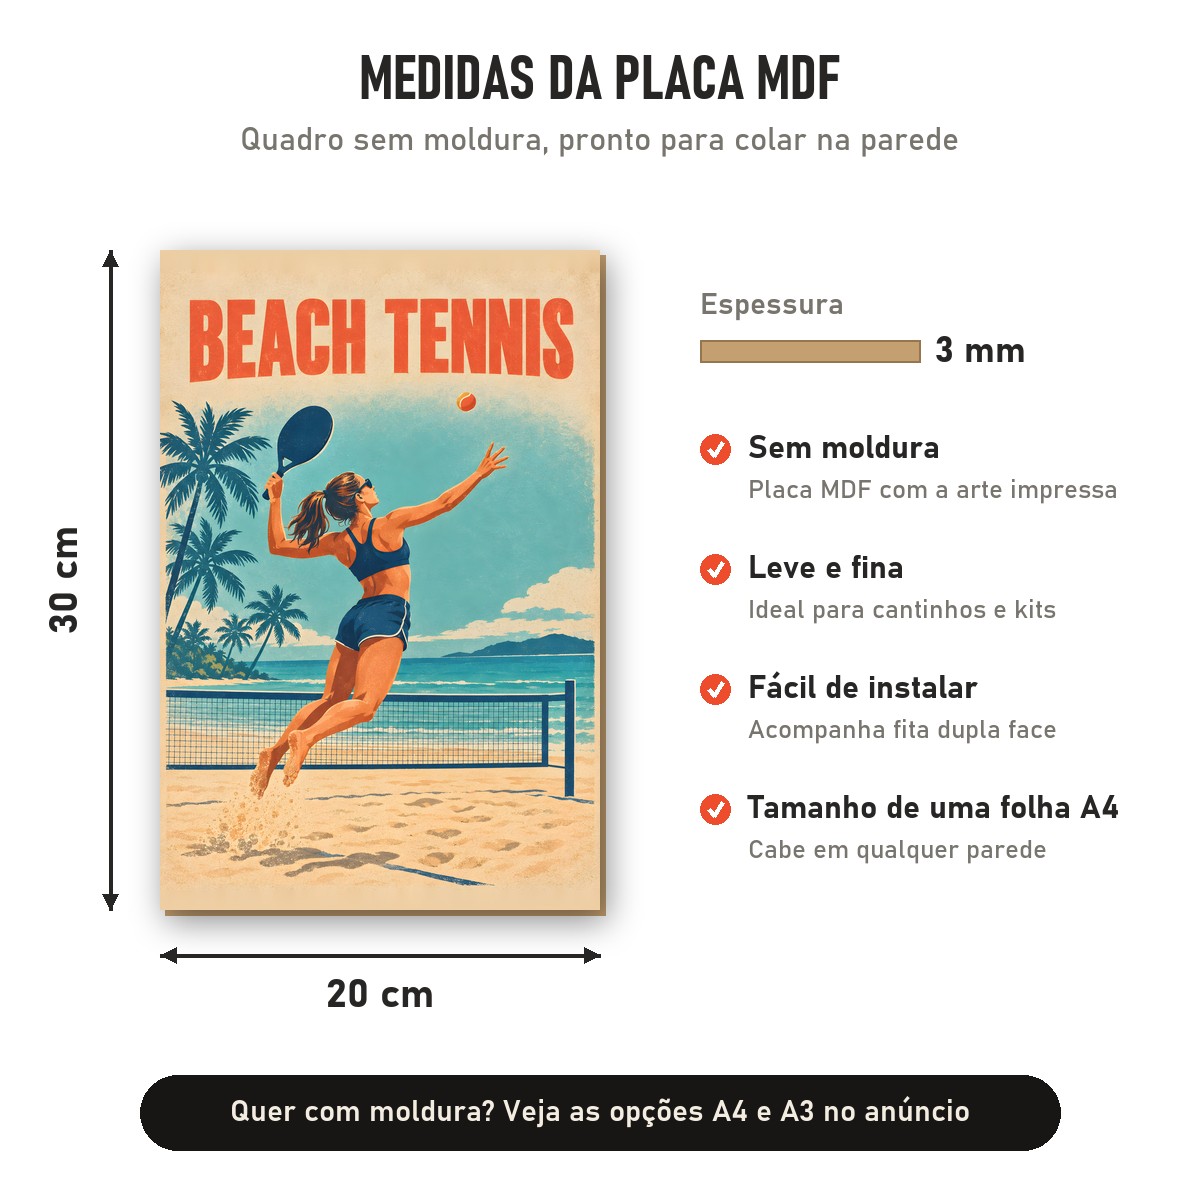 MEDIDAS DA PLACA MDF
Quadro sem moldura, pronto para colar na parede
BEACH TENNIS
30 cm
20 cm
Espessura
3 mm
Sem moldura
Placa MDF com a arte impressa
Leve e fina
Ideal para cantinhos e kits
Fácil de instalar
Acompanha fita dupla face
Tamanho de uma folha A4
Cabe em qualquer parede
Quer com moldura? Veja as opções A4 e A3 no anúncio